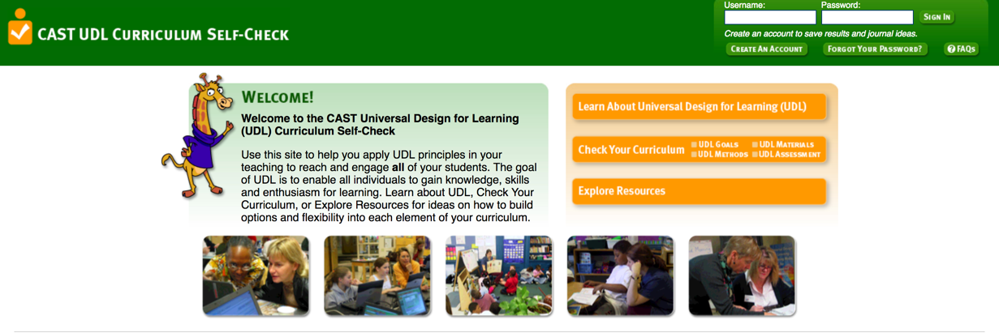 CAST UDL CURRICULUM SELF-CHECK
Username:
Password:
SIGN IN
Create an account to save results and journal ideas.
CREATE AN ACCOUNT
FORGOT YOUR PASSWORD?
? FAQS
WELCOME!
Welcome to the CAST Universal Design for Learning
(UDL) Curriculum Self-Check
Use this site to help you apply UDL principles in your
teaching to reach and engage all of your students. The goal
of UDL is to enable all individuals to gain knowledge, skills
and enthusiasm for learning. Learn about UDL, Check Your
Curriculum, or Explore Resources for ideas on how to build
options and flexibility into each element of your curriculum.
Learn About Universal Design for Learning (UDL)
Check Your Curriculum
UDL GOALS
UDL MATERIALS
UDL METHODS
UDL ASSESSMENT
Explore Resources